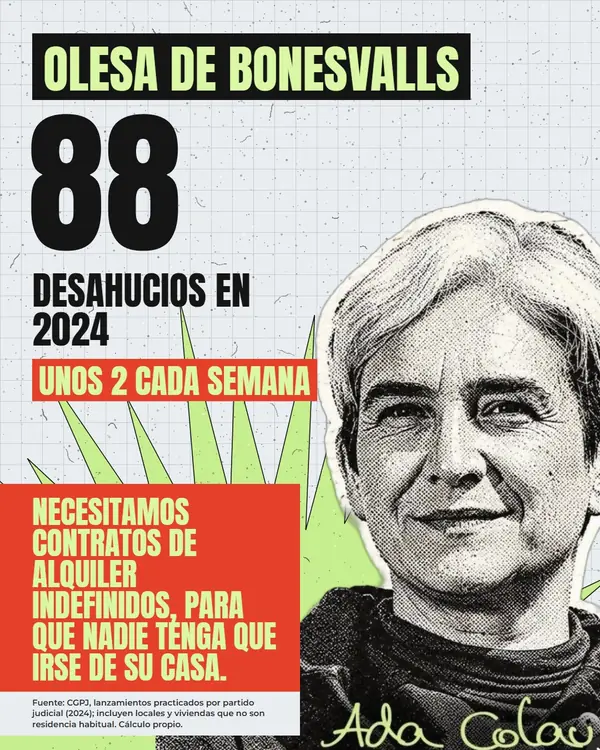 OLESA DE BONESVALLS
88
DESAHUCIOS EN
2024
UNOS 2 CADA SEMANA
NECESITAMOS
CONTRATOS DE
ALQUILER
INDEFINIDOS, PARA
QUE NADIE TENGA QUE
IRSE DE SU CASA.
Fuente: CGPJ, lanzamientos practicados por partido
judicial (2024); incluyen locales y viviendas que no son
residencia habitual. Cálculo propio.
Ada Colau